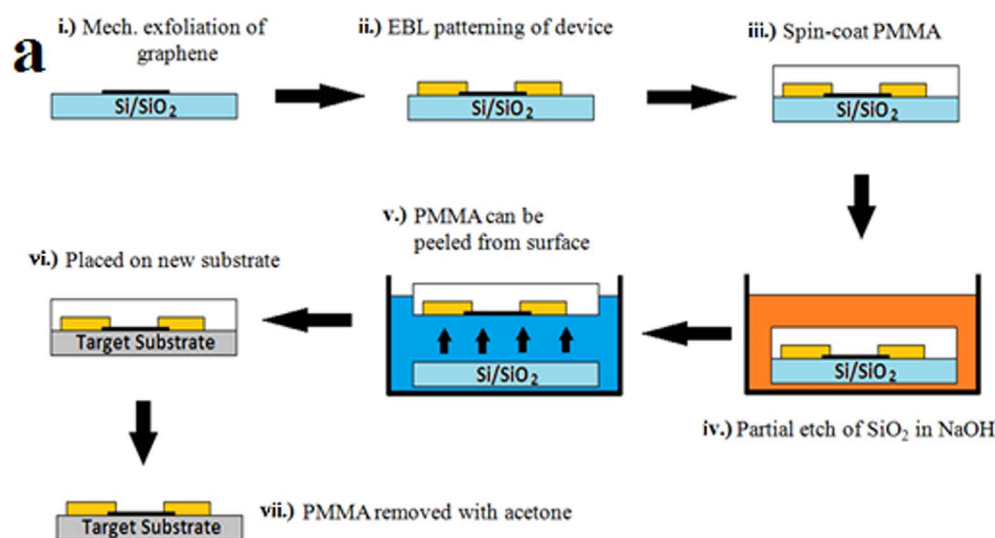 a
i.) Mech. exfoliation of
graphene
Si/SiO₂
ii.) EBL patterning of device
Si/SiO₂
iii.) Spin-coat PMMA
Si/SiO₂
iv.) Partial etch of SiO₂ in NaOH
Si/SiO₂
v.) PMMA can be
peeled from surface
Si/SiO₂
vi.) Placed on new substrate
Target Substrate
vii.) PMMA removed with acetone
Target Substrate